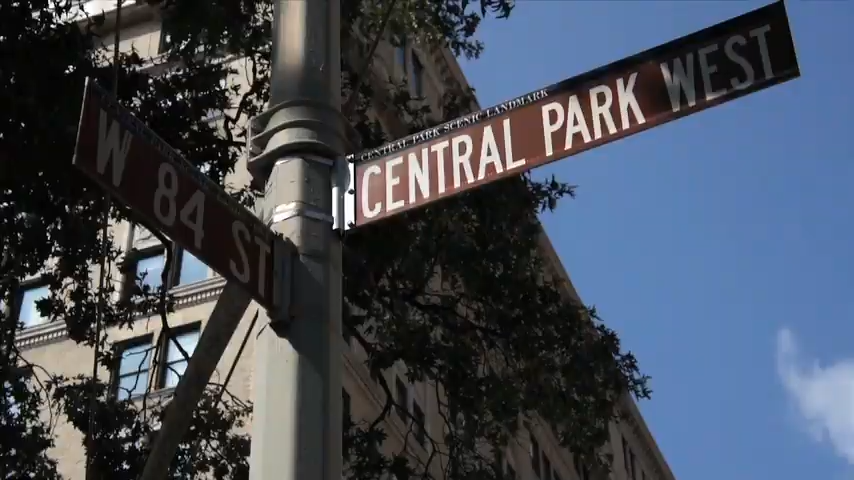 W 84 ST
CENTRAL PARK SCENIC LANDMARK
CENTRAL PARK WEST